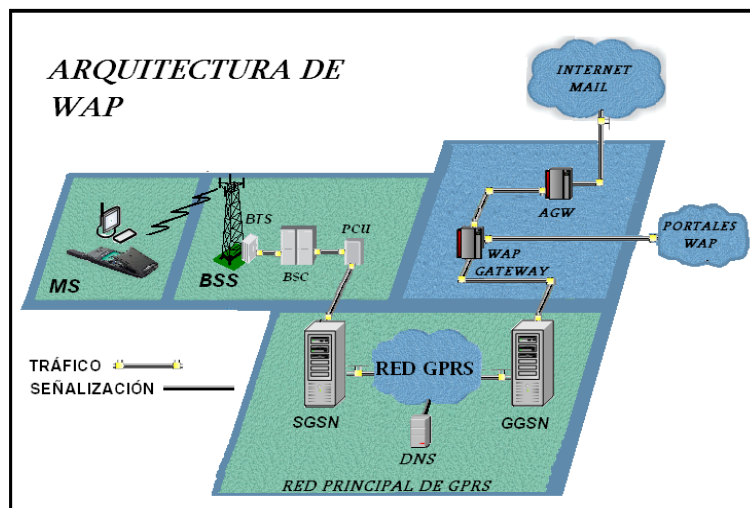 ARQUITECTURA DE
WAP
INTERNET
MAIL
AGW
PORTALES
WAP
WAP
GATEWAY
BTS
BSC
PCU
MS
BSS
TRÁFICO
SEÑALIZACIÓN
SGSN
RED GPRS
GGSN
DNS
RED PRINCIPAL DE GPRS